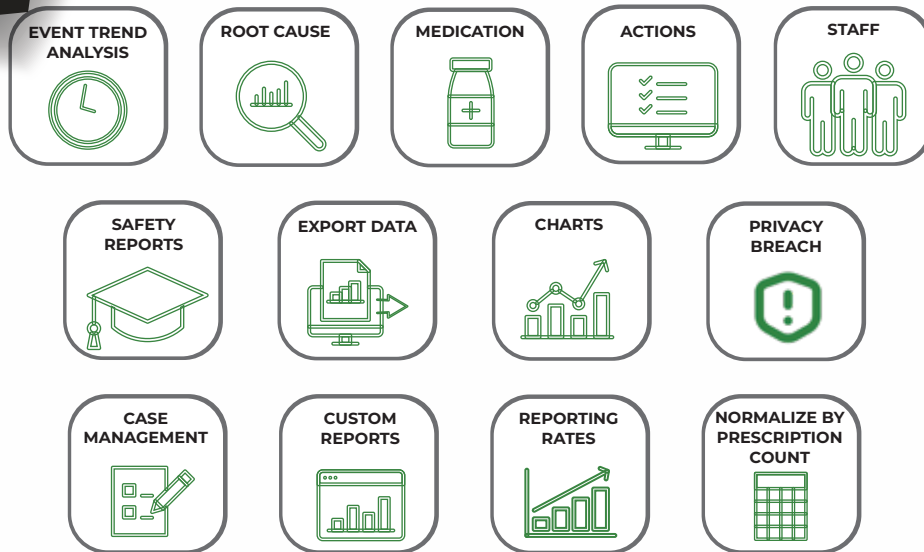 EVENT TREND
ANALYSIS
ROOT CAUSE
MEDICATION
ACTIONS
STAFF
SAFETY
REPORTS
EXPORT DATA
CHARTS
PRIVACY
BREACH
CASE
MANAGEMENT
CUSTOM
REPORTS
REPORTING
RATES
NORMALIZE BY
PRESCRIPTION
COUNT